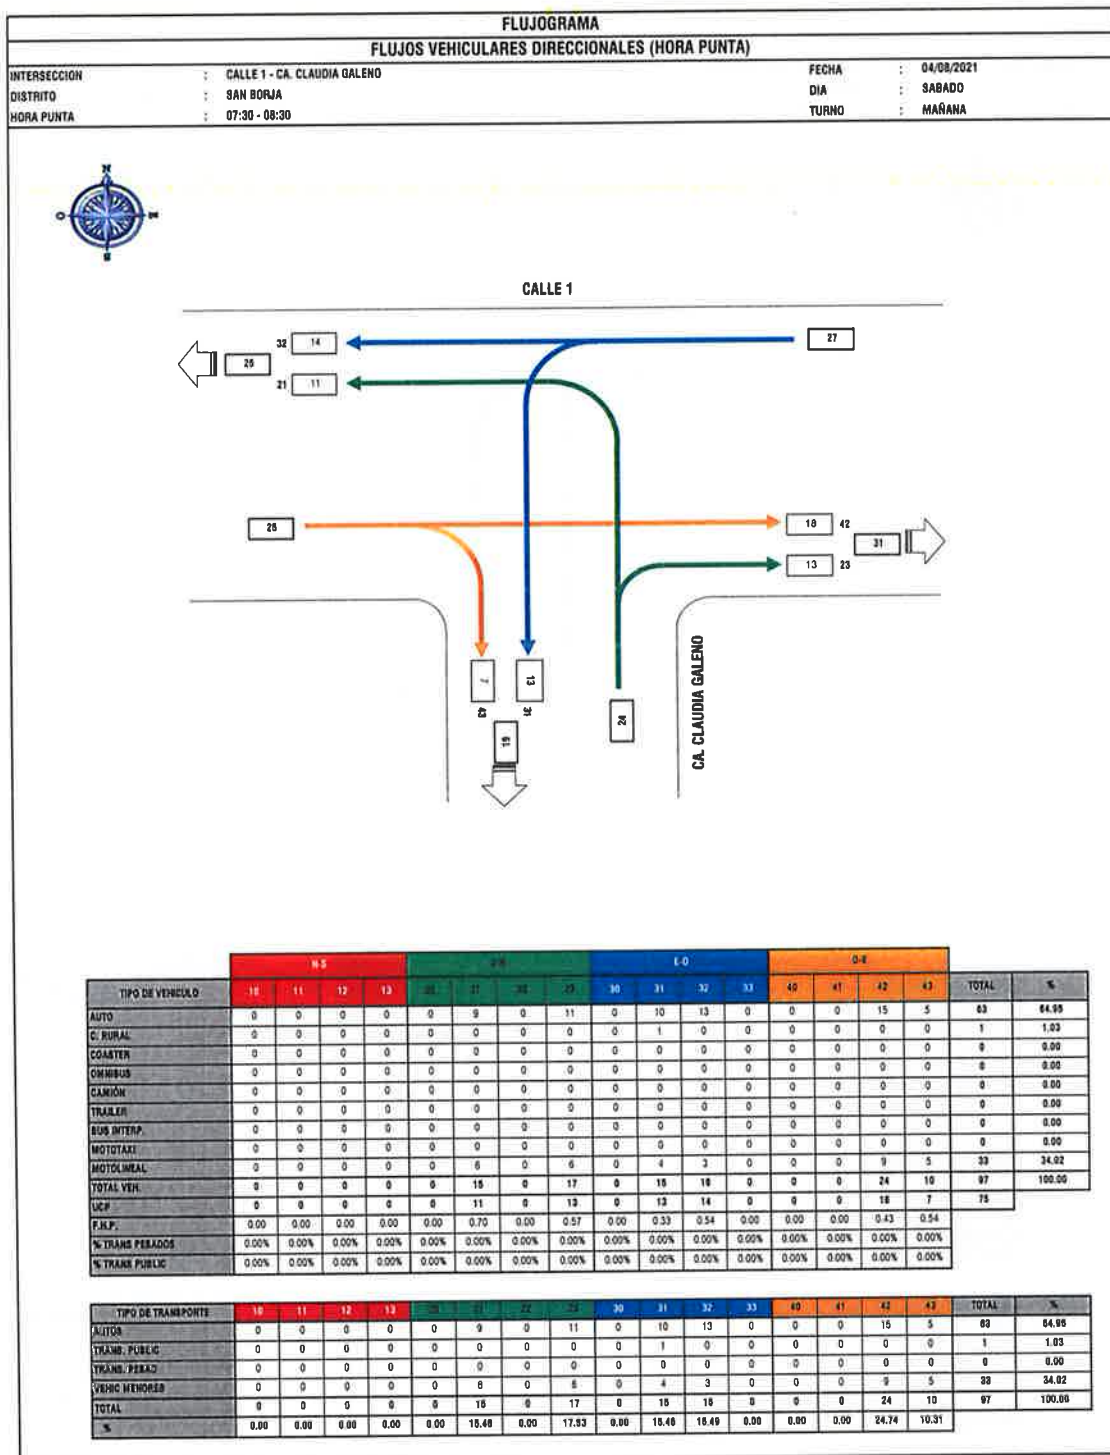 FLUJOGRAMA
FLUJOS VEHICULARES DIRECCIONALES (HORA PUNTA)
INTERSECCION : CALLE 1 - CA. CLAUDIA GALENO FECHA : 04/08/2021
DISTRITO : SAN BORJA DIA : SABADO
HORA PUNTA : 07:30 - 08:30 TURNO : MAÑANA
N
O E
S
CALLE 1
32 14 27
25
21 11
25 18 42
31
13 23
7 13
43 31 24
19
CA. CLAUDIA GALENO
N-S S-N E-O O-E
TIPO DE VEHICULO 10 11 12 13 20 21 22 23 30 31 32 33 40 41 42 43 TOTAL %
AUTO 0 0 0 0 0 9 0 11 0 10 13 0 0 0 15 5 63 64.95
C. RURAL 0 0 0 0 0 0 0 0 0 1 0 0 0 0 0 0 1 1.03
COASTER 0 0 0 0 0 0 0 0 0 0 0 0 0 0 0 0 0 0.00
OMNIBUS 0 0 0 0 0 0 0 0 0 0 0 0 0 0 0 0 0 0.00
CAMIÓN 0 0 0 0 0 0 0 0 0 0 0 0 0 0 0 0 0 0.00
TRAILER 0 0 0 0 0 0 0 0 0 0 0 0 0 0 0 0 0 0.00
BUS INTERP. 0 0 0 0 0 0 0 0 0 0 0 0 0 0 0 0 0 0.00
MOTOTAXI 0 0 0 0 0 0 0 0 0 0 0 0 0 0 0 0 0 0.00
MOTOLINEAL 0 0 0 0 0 6 0 6 0 4 3 0 0 0 9 5 33 34.02
TOTAL VEH. 0 0 0 0 0 15 0 17 0 15 16 0 0 0 24 10 97 100.00
UCP 0 0 0 0 0 11 0 13 0 13 14 0 0 0 18 7 75
F.H.P. 0.00 0.00 0.00 0.00 0.00 0.70 0.00 0.57 0.00 0.33 0.54 0.00 0.00 0.00 0.43 0.54
% TRANS PESADOS 0.00% 0.00% 0.00% 0.00% 0.00% 0.00% 0.00% 0.00% 0.00% 0.00% 0.00% 0.00% 0.00% 0.00% 0.00% 0.00%
% TRANS PUBLIC 0.00% 0.00% 0.00% 0.00% 0.00% 0.00% 0.00% 0.00% 0.00% 0.00% 0.00% 0.00% 0.00% 0.00% 0.00% 0.00%
TIPO DE TRANSPORTE 10 11 12 13 20 21 22 23 30 31 32 33 40 41 42 43 TOTAL %
AUTOS 0 0 0 0 0 9 0 11 0 10 13 0 0 0 15 5 63 64.95
TRANS. PUBLIC 0 0 0 0 0 0 0 0 0 1 0 0 0 0 0 0 1 1.03
TRANS. PESAD 0 0 0 0 0 0 0 0 0 0 0 0 0 0 0 0 0 0.00
VEHIC MENORES 0 0 0 0 0 6 0 6 0 4 3 0 0 0 9 5 33 34.02
TOTAL 0 0 0 0 0 15 0 17 0 15 16 0 0 0 24 10 97 100.00
% 0.00 0.00 0.00 0.00 0.00 15.46 0.00 17.53 0.00 15.46 16.49 0.00 0.00 0.00 24.74 10.31